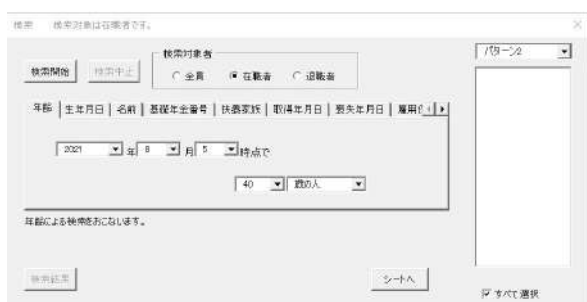 検索 検索対象は在職者です。
検索対象者
パターン2
検索開始 検索中止
全員 在職者 退職者
年齢 生年月日 名前 基礎年金番号 扶養家族 取得年月日 喪失年月日 雇用
2021 年 8 月 5 時点で
40 歳の人
年齢による検索をおこないます。
検索結果 シートへ
すべて選択